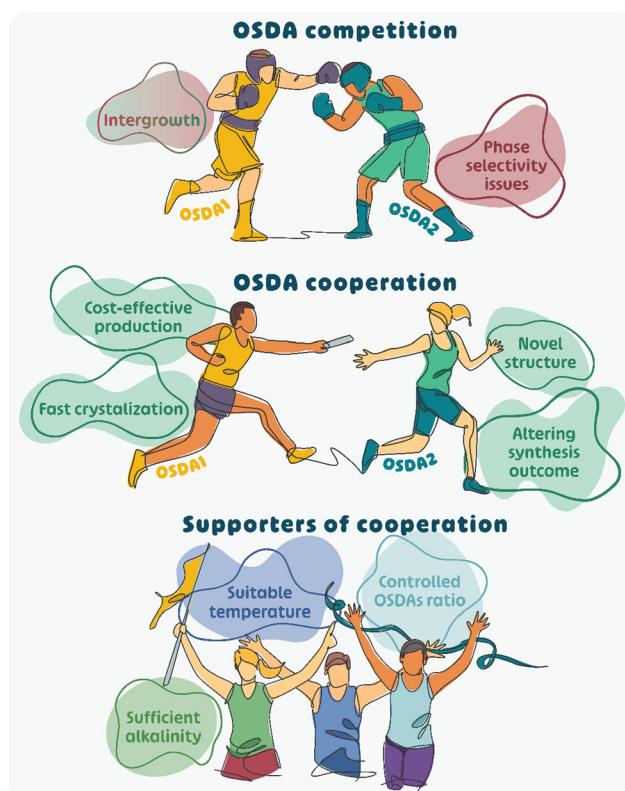 OSDA competition
Intergrowth
Phase
selectivity
issues
OSDA1
OSDA2
OSDA cooperation
Cost-effective
production
Novel
structure
Fast crystalization
Altering
synthesis
outcome
OSDA1
OSDA2
Supporters of cooperation
Suitable
temperature
Controlled
OSDAs ratio
Sufficient
alkalinity